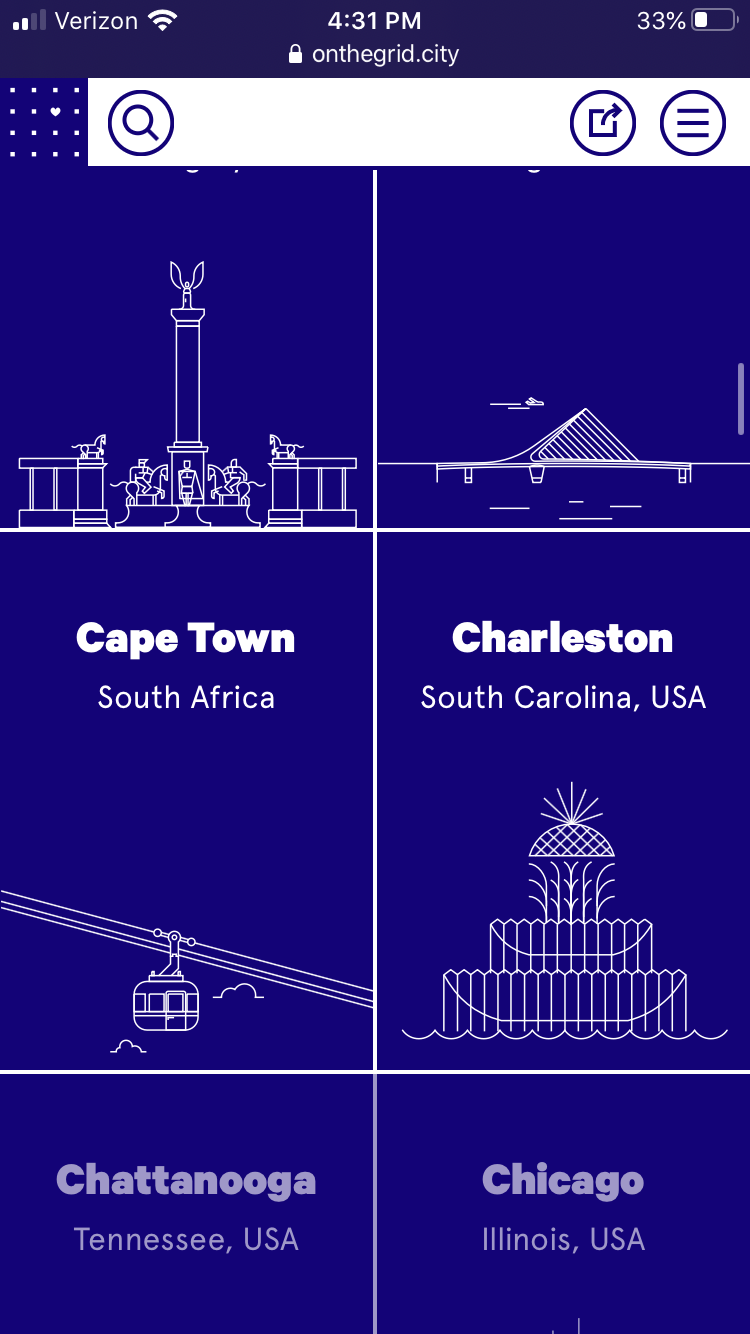 Verizon 4:31 PM 33%
onthegrid.city
Cape Town
South Africa
Charleston
South Carolina, USA
Chattanooga
Tennessee, USA
Chicago
Illinois, USA